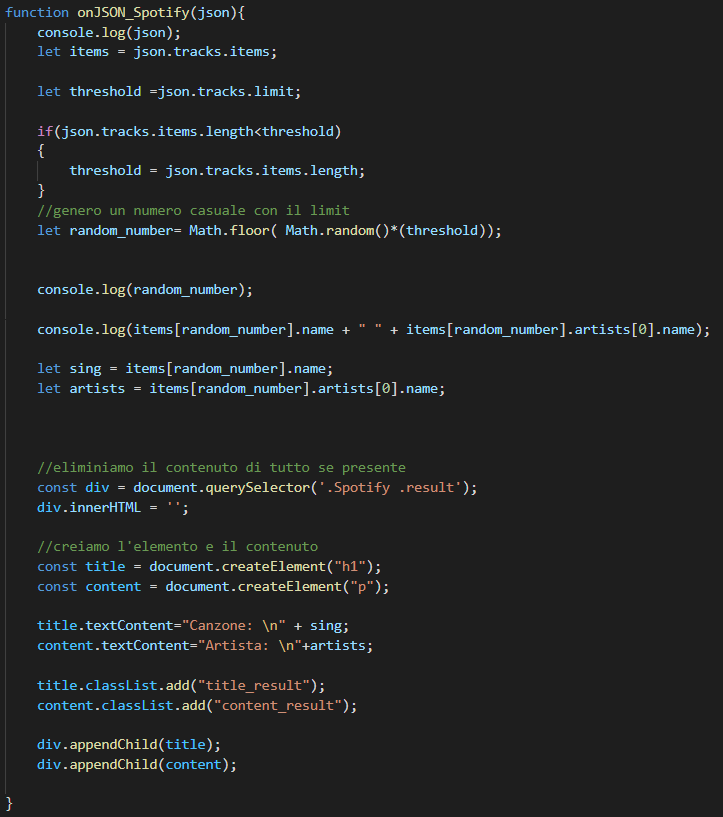 function onJSON_Spotify(json){
console.log(json);
let items = json.tracks.items;
let threshold =json.tracks.limit;
if(json.tracks.items.length<threshold)
{
threshold = json.tracks.items.length;
}
//genero un numero casuale con il limit
let random_number= Math.floor( Math.random()*(threshold));
console.log(random_number);
console.log(items[random_number].name + " " + items[random_number].artists[0].name);
let sing = items[random_number].name;
let artists = items[random_number].artists[0].name;
//eliminiamo il contenuto di tutto se presente
const div = document.querySelector('.Spotify .result');
div.innerHTML = '';
//creiamo l'elemento e il contenuto
const title = document.createElement("h1");
const content = document.createElement("p");
title.textContent="Canzone: \n" + sing;
content.textContent="Artista: \n"+artists;
title.classList.add("title_result");
content.classList.add("content_result");
div.appendChild(title);
div.appendChild(content);
}